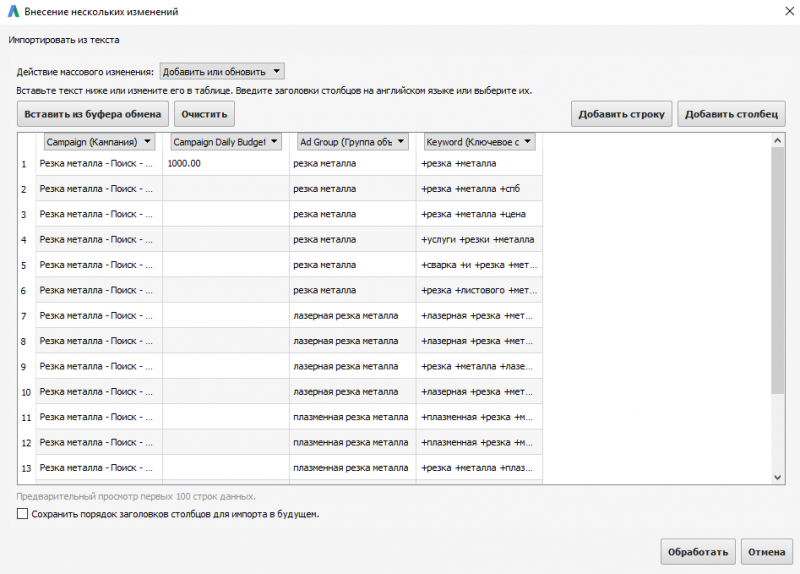 Внесение нескольких изменений
Импортировать из текста
Действие массового изменения: Добавить или обновить
Вставьте текст ниже или измените его в таблице. Введите заголовки столбцов на английском языке или выберите их.
Вставить из буфера обмена Очистить Добавить строку Добавить столбец
Campaign (Кампания) Campaign Daily Budget Ad Group (Группа объ Keyword (Ключевое с
1 Резка металла - Поиск - ... 1000.00 резка металла +резка +металла
2 Резка металла - Поиск - ... резка металла +резка +металла +спб
3 Резка металла - Поиск - ... резка металла +резка +металла +цена
4 Резка металла - Поиск - ... резка металла +услуги +резки +металла
5 Резка металла - Поиск - ... резка металла +сварка +и +резка +мет...
6 Резка металла - Поиск - ... резка металла +резка +листового +мет...
7 Резка металла - Поиск - ... лазерная резка металла +лазерная +резка +мет...
8 Резка металла - Поиск - ... лазерная резка металла +лазерная +резка +мет...
9 Резка металла - Поиск - ... лазерная резка металла +резка +металла +лазе...
10 Резка металла - Поиск - ... лазерная резка металла +лазерная +резка +мет...
11 Резка металла - Поиск - ... плазменная резка металла +плазменная +резка +м...
12 Резка металла - Поиск - ... плазменная резка металла +плазменная +резка +м...
13 Резка металла - Поиск - ... плазменная резка металла +резка +металла +плаз...
Предварительный просмотр первых 100 строк данных.
Сохранить порядок заголовков столбцов для импорта в будущем.
Обработать Отмена